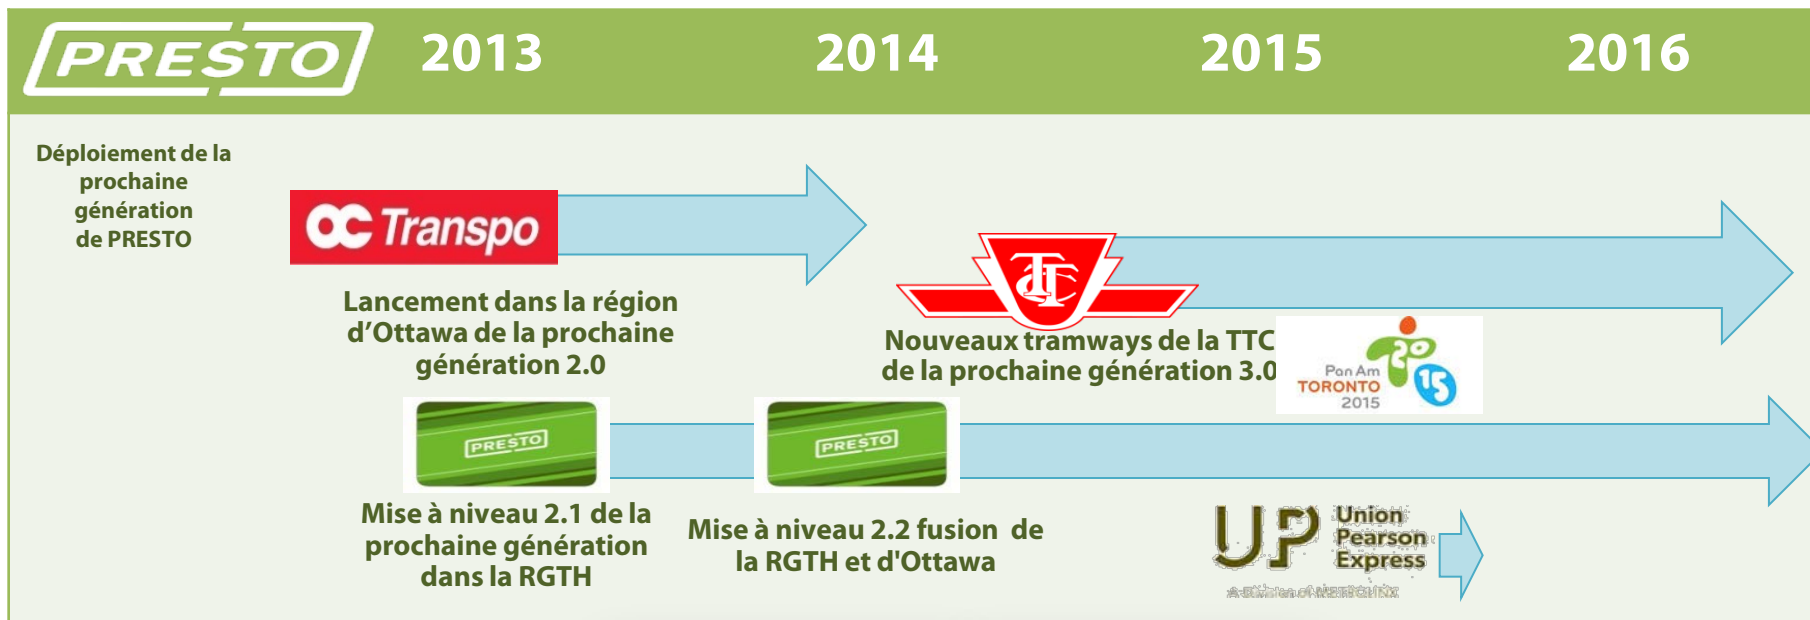 PRESTO
2013
2014
2015
2016
Déploiement de la
prochaine
génération
de PRESTO
OC Transpo
Lancement dans la région
d’Ottawa de la prochaine
génération 2.0
TTC
Nouveaux tramways de la TTC
de la prochaine génération 3.0
Pan Am
TORONTO
2015
2015
PRESTO
Mise à niveau 2.1 de la
prochaine génération
dans la RGTH
PRESTO
Mise à niveau 2.2 fusion de
la RGTH et d'Ottawa
UP
Union
Pearson
Express